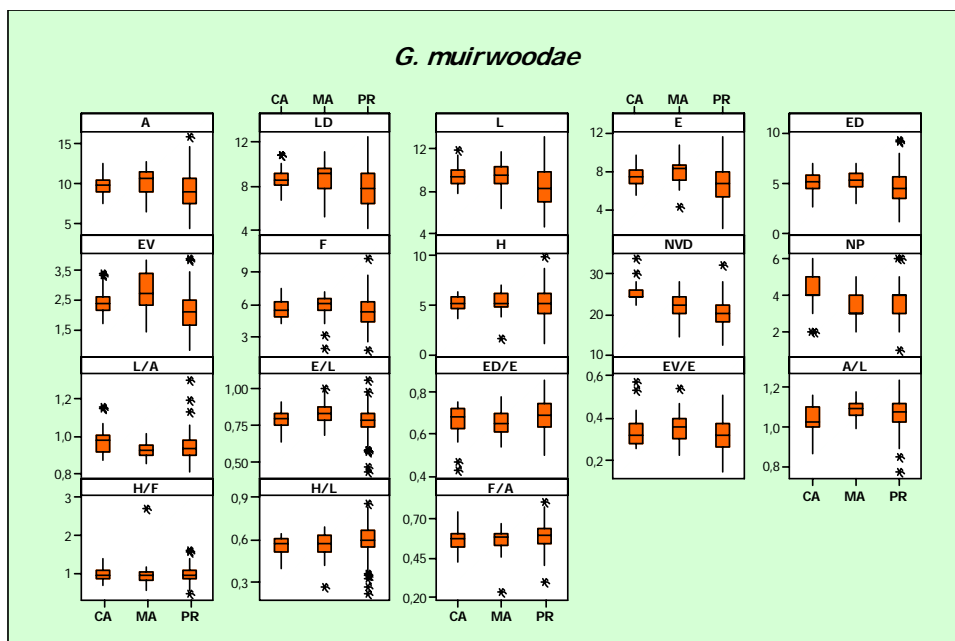 G. muirwoodae
CA MA PR CA MA PR
A LD L E ED
15 10 5
12 8 4
12 8 4
12 8 4
10 5 0
EV F H NVD NP
3,5 2,5 1,5
9 6 3
10 5 0
30 20 10
6 4 2
L/A E/L ED/E EV/E A/L
1,2 1,0 0,8
1,00 0,75 0,50
0,8 0,6 0,4
0,6 0,4 0,2
1,2 1,0 0,8
H/F H/L F/A
3 2 1
0,9 0,6 0,3
0,70 0,45 0,20
CA MA PR CA MA PR
CA MA PR